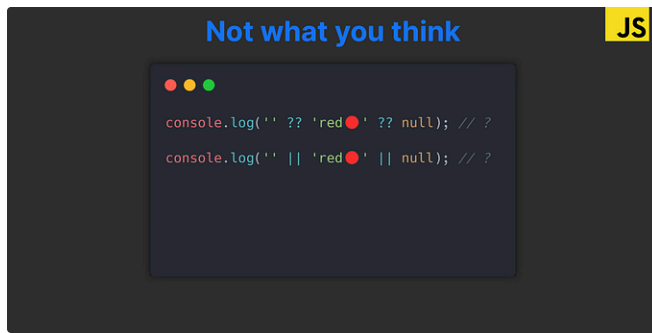 Not what you think
JS
console.log('' ?? 'red🔴' ?? null); // ?
console.log('' || 'red🔴' || null); // ?